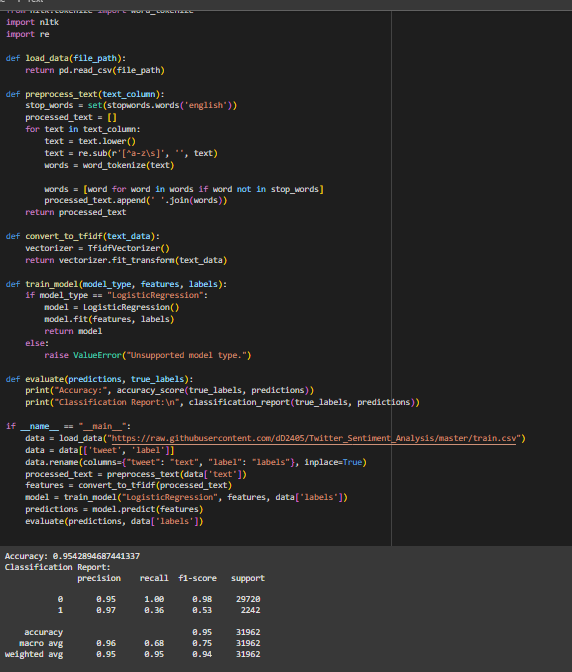 from nltk.tokenize import word_tokenize
import nltk
import re
def load_data(file_path):
    return pd.read_csv(file_path)
def preprocess_text(text_column):
    stop_words = set(stopwords.words('english'))
    processed_text = []
    for text in text_column:
        text = text.lower()
        text = re.sub(r'[^a-z\s]', '', text)
        words = word_tokenize(text)
        words = [word for word in words if word not in stop_words]
        processed_text.append(' '.join(words))
    return processed_text
def convert_to_tfidf(text_data):
    vectorizer = TfidfVectorizer()
    return vectorizer.fit_transform(text_data)
def train_model(model_type, features, labels):
    if model_type == "LogisticRegression":
        model = LogisticRegression()
        model.fit(features, labels)
        return model
    else:
        raise ValueError("Unsupported model type.")
def evaluate(predictions, true_labels):
    print("Accuracy:", accuracy_score(true_labels, predictions))
    print("Classification Report:\n", classification_report(true_labels, predictions))
if __name__ == "__main__":
    data = load_data("https://raw.githubusercontent.com/dD2405/Twitter_Sentiment_Analysis/master/train.csv")
    data = data[['tweet', 'label']]
    data.rename(columns={"tweet": "text", "label": "labels"}, inplace=True)
    processed_text = preprocess_text(data['text'])
    features = convert_to_tfidf(processed_text)
    model = train_model("LogisticRegression", features, data['labels'])
    predictions = model.predict(features)
    evaluate(predictions, data['labels'])
Accuracy: 0.9542894687441337
Classification Report:
precision recall f1-score support
0 0.95 1.00 0.98 29720
1 0.97 0.36 0.53 2242
accuracy 0.95 31962
macro avg 0.96 0.68 0.75 31962
weighted avg 0.95 0.95 0.94 31962